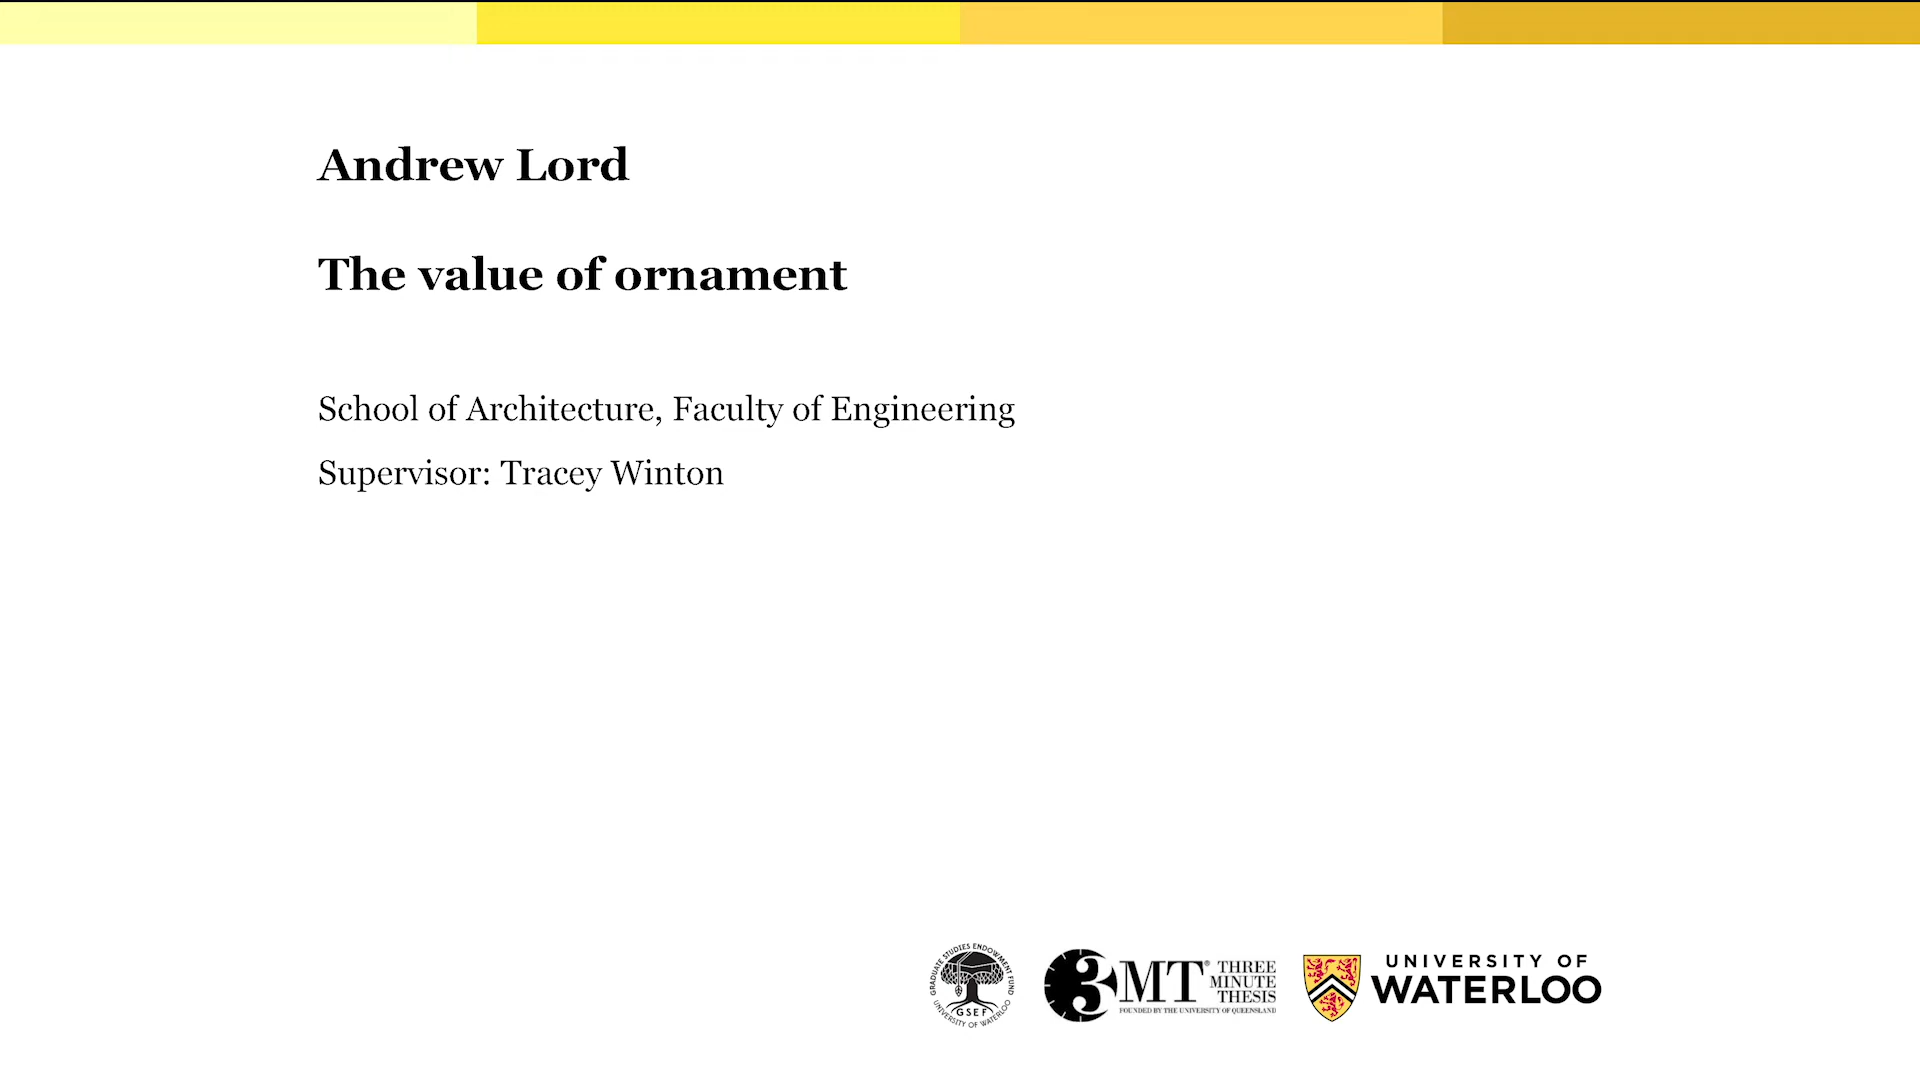 Andrew Lord
The value of ornament
School of Architecture, Faculty of Engineering
Supervisor: Tracey Winton
GRADUATE STUDIES ENDOWMENT FUND
GSEF
UNIVERSITY OF WATERLOO
3MT® THREE
MINUTE
THESIS
FOUNDED BY THE UNIVERSITY OF QUEENSLAND
UNIVERSITY OF
WATERLOO